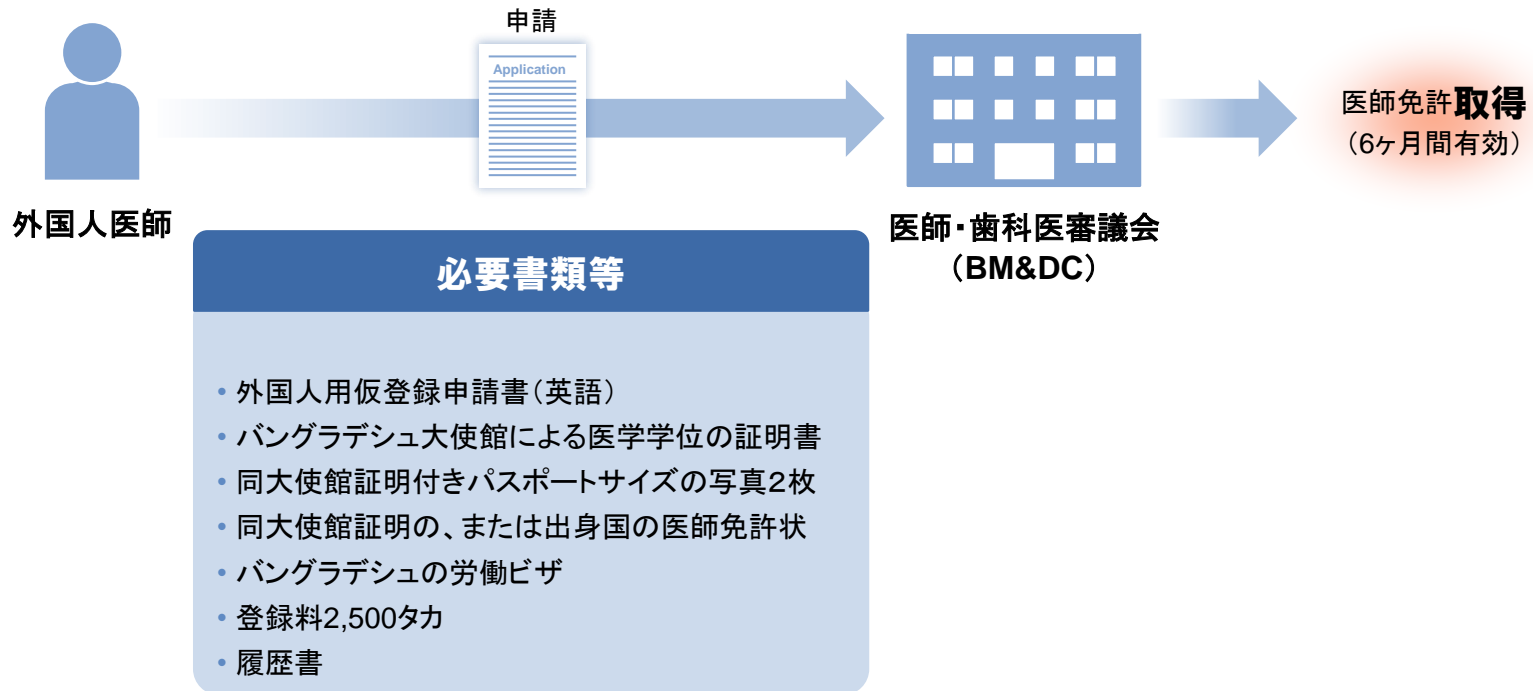 申請
Application
外国人医師
医師・歯科医審議会
（BM&DC）
医師免許取得
（6ヶ月間有効）
必要書類等
• 外国人用仮登録申請書（英語）
• バングラデシュ大使館による医学学位の証明書
• 同大使館証明付きパスポートサイズの写真２枚
• 同大使館証明の、または出身国の医師免許状
• バングラデシュの労働ビザ
• 登録料2,500タカ
• 履歴書